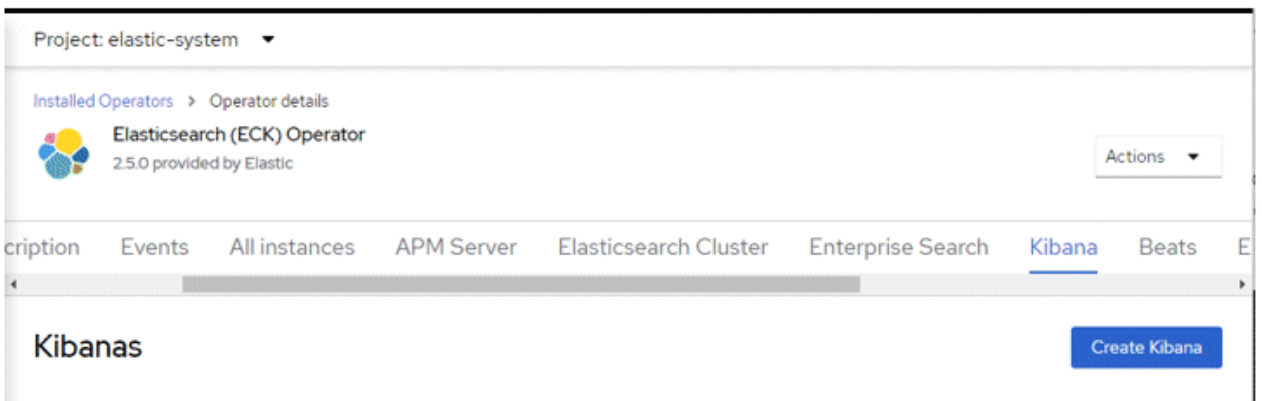 Project: elastic-system
Installed Operators > Operator details
Elasticsearch (ECK) Operator
2.5.0 provided by Elastic
Actions
cription Events All instances APM Server Elasticsearch Cluster Enterprise Search Kibana Beats E
Kibanas
Create Kibana